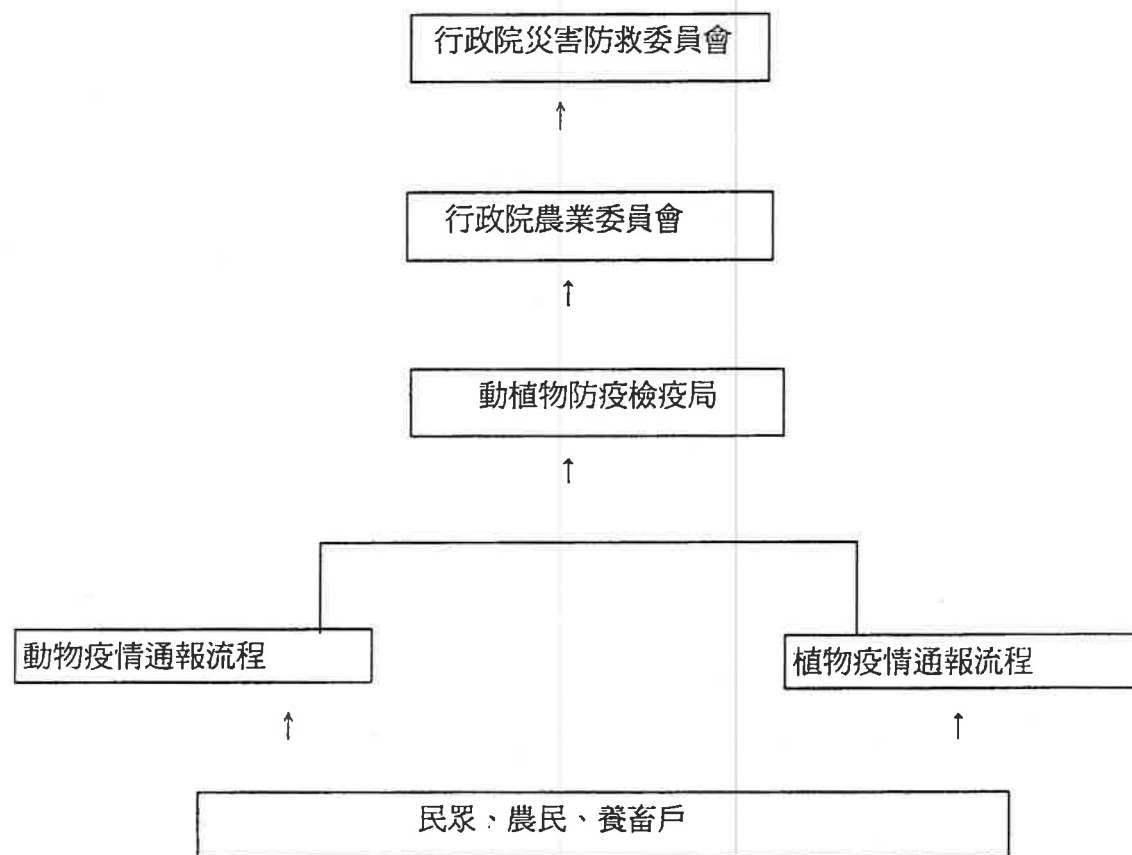 行政院災害防救委員會
↑
行政院農業委員會
↑
動植物防疫檢疫局
↑
動物疫情通報流程
植物疫情通報流程
↑
↑
民眾、農民、養畜戶